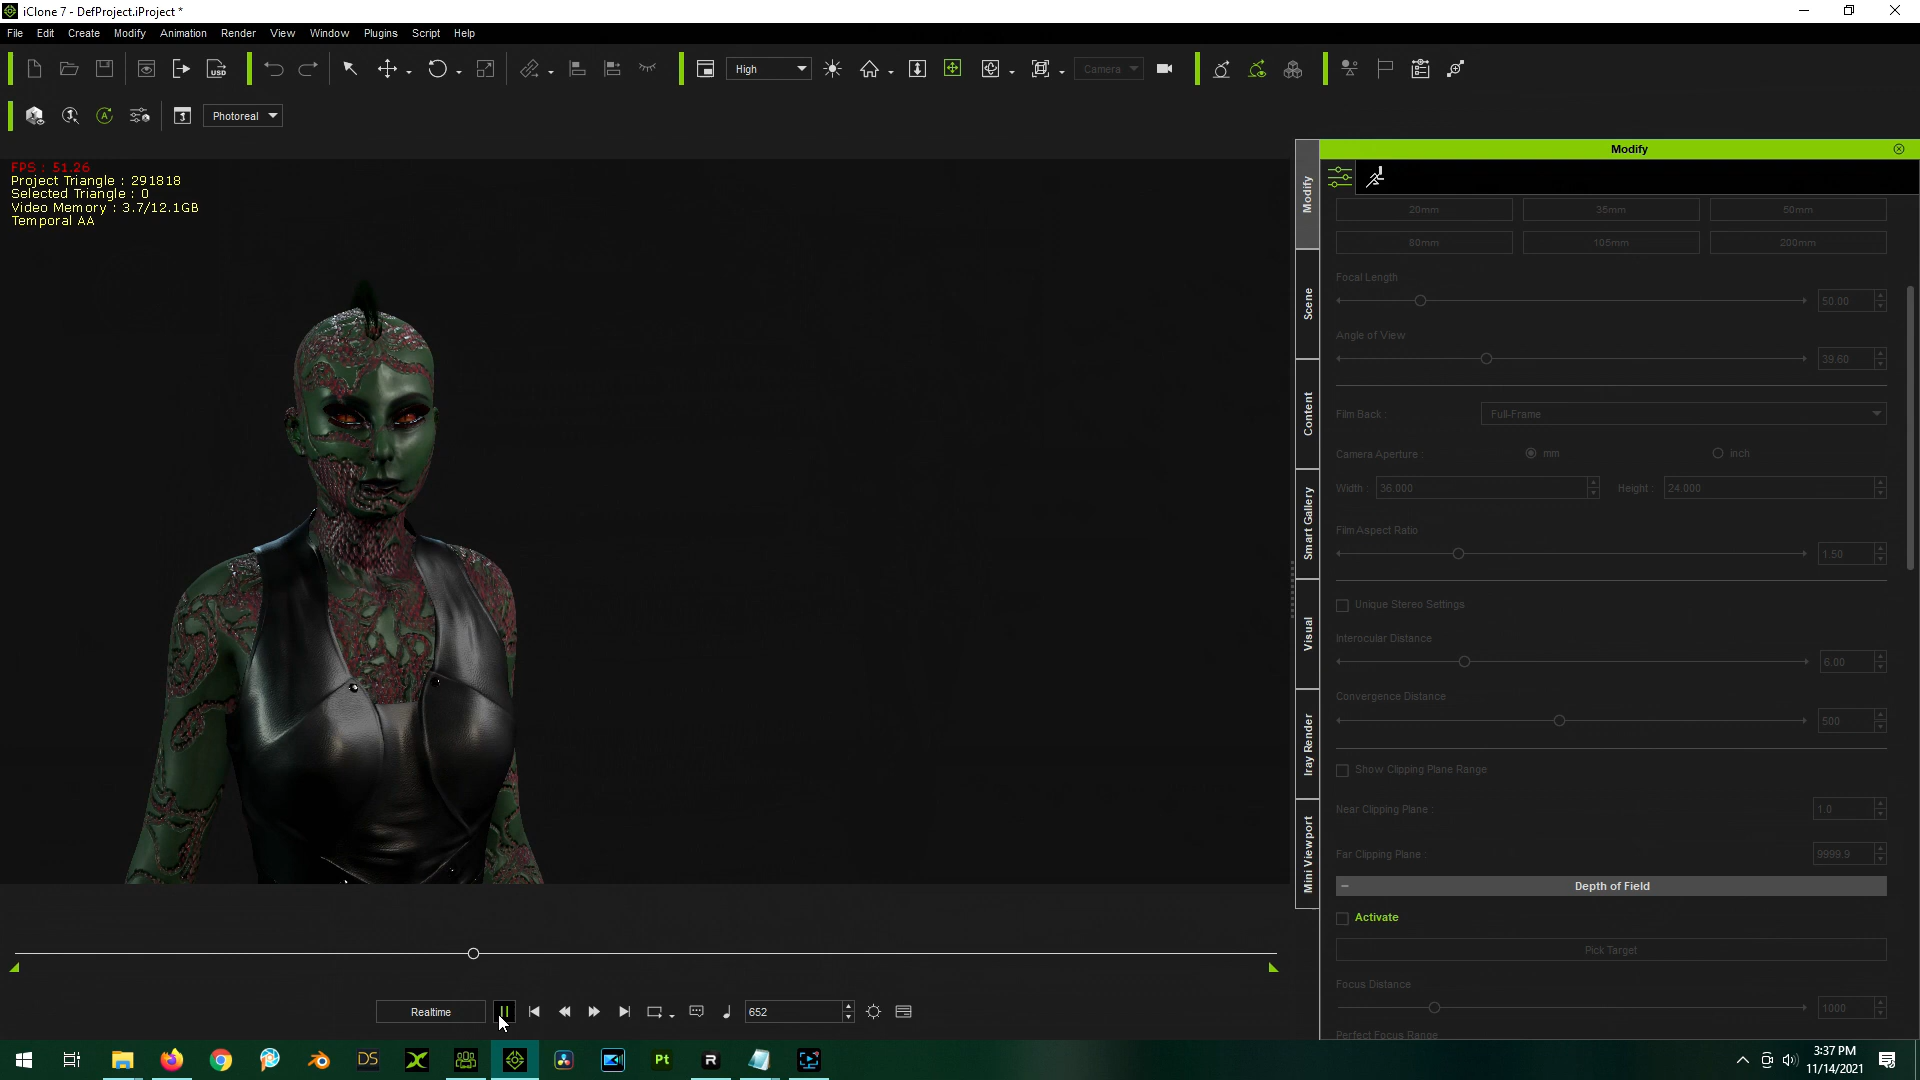 iClone 7 - DefProject.iProject *
File Edit Create Modify Animation Render View Window Plugins Script Help
USD
High
Camera
Photoreal
FPS : 51.26
Project Triangle : 291818
Selected Triangle : 0
Video Memory : 3.7/12.1GB
Temporal AA
Modify
Modify
Scene
Content
Smart Gallery
Visual
Iray Render
Mini Viewport
20mm 35mm 50mm
80mm 105mm 200mm
Focal Length
50.00
Angle of View
39.60
Film Back : Full-Frame
Camera Aperture : mm inch
Width : 36.000 Height : 24.000
Film Aspect Ratio
1.50
Unique Stereo Settings
Interocular Distance
6.00
Convergence Distance
500
Show Clipping Plane Range
Near Clipping Plane : 1.0
Far Clipping Plane : 9999.9
Depth of Field
Activate
Pick Target
Focus Distance
1000
Perfect Focus Range
Realtime
652
DS
Pt
R
3:37 PM
11/14/2021